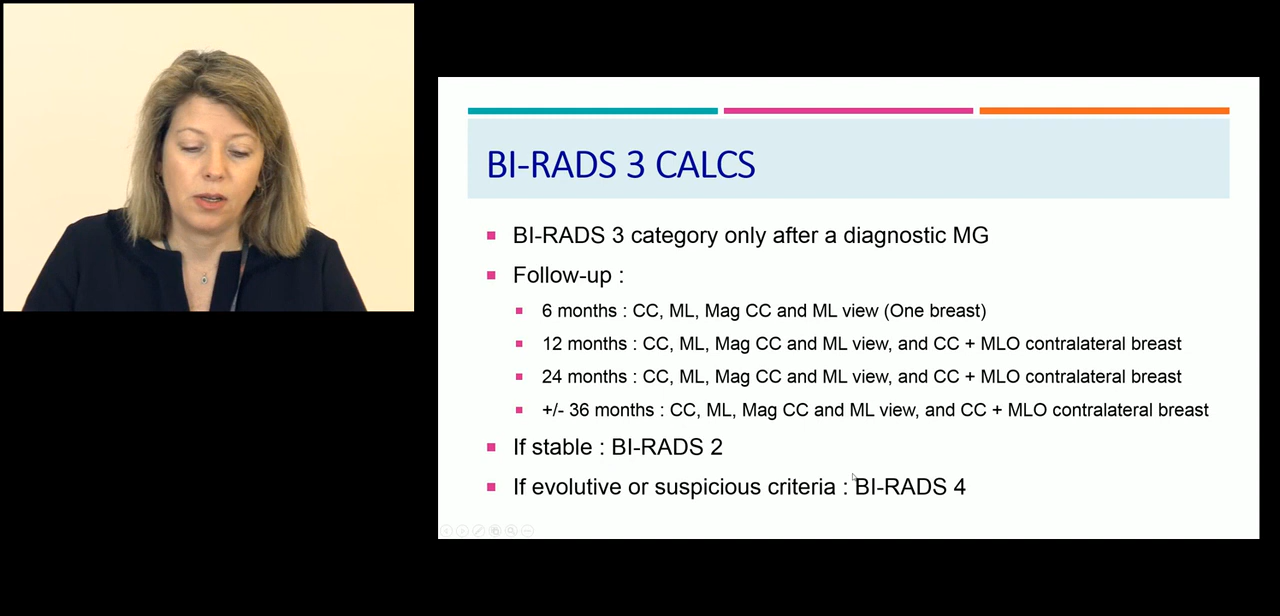 BI-RADS 3 CALCS
BI-RADS 3 category only after a diagnostic MG
Follow-up :
6 months : CC, ML, Mag CC and ML view (One breast)
12 months : CC, ML, Mag CC and ML view, and CC + MLO contralateral breast
24 months : CC, ML, Mag CC and ML view, and CC + MLO contralateral breast
+/- 36 months : CC, ML, Mag CC and ML view, and CC + MLO contralateral breast
If stable : BI-RADS 2
If evolutive or suspicious criteria : BI-RADS 4